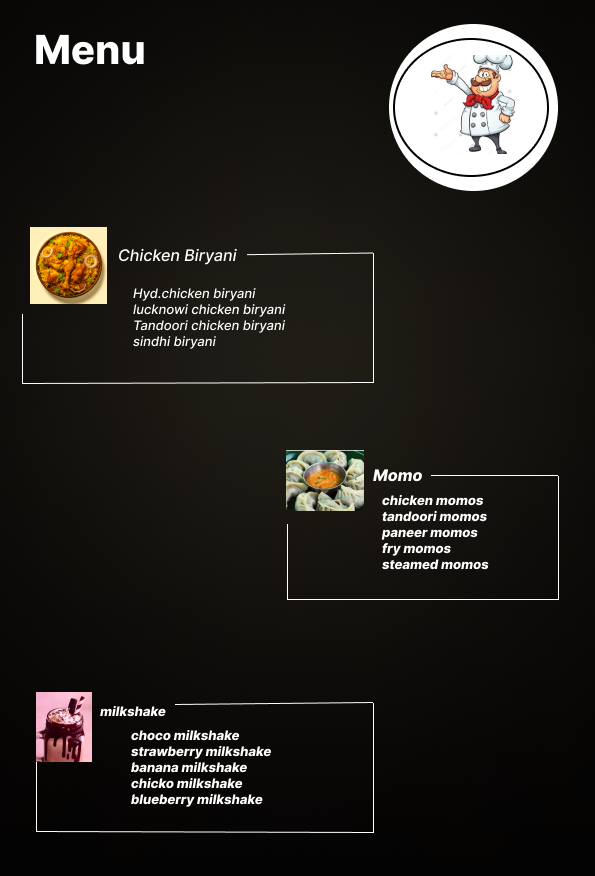 Menu
Chicken Biryani
Hyd.chicken biryani
lucknowi chicken biryani
Tandoori chicken biryani
sindhi biryani
Momo
chicken momos
tandoori momos
paneer momos
fry momos
steamed momos
milkshake
choco milkshake
strawberry milkshake
banana milkshake
chicko milkshake
blueberry milkshake